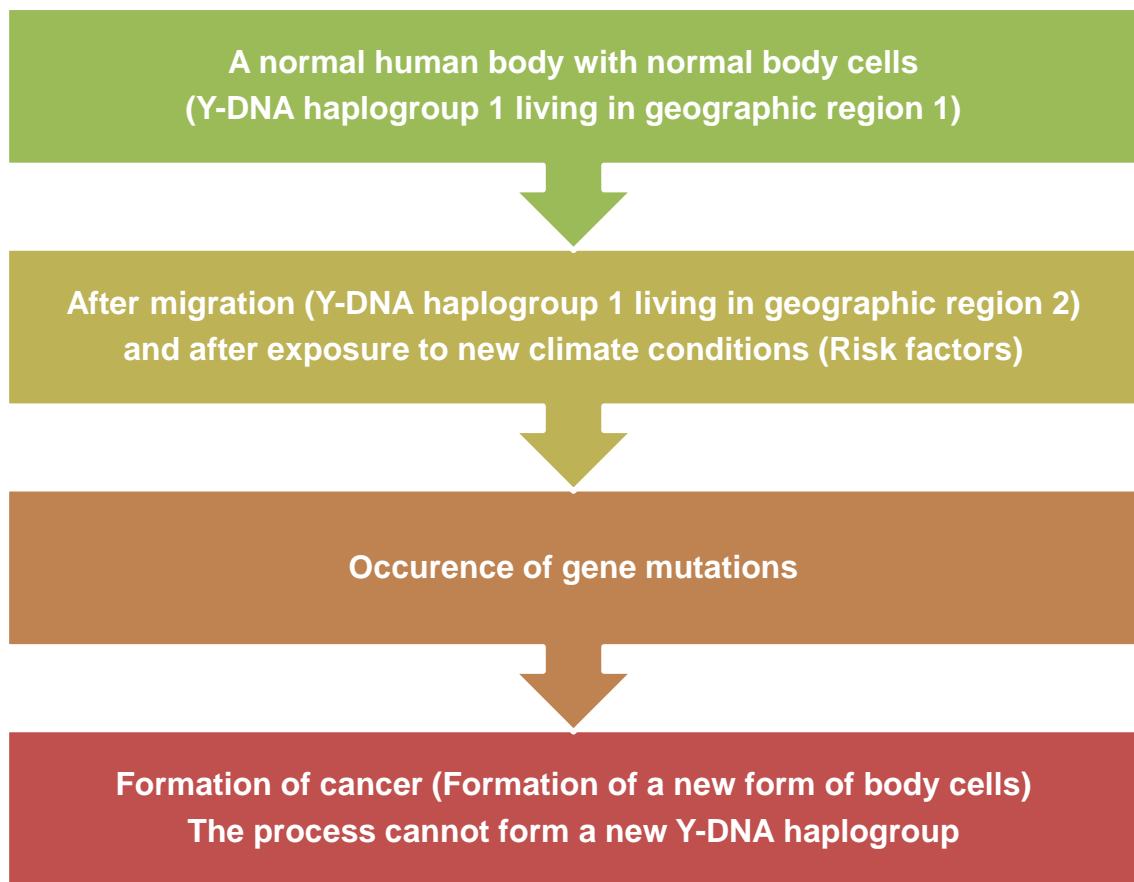 A normal human body with normal body cells
(Y-DNA haplogroup 1 living in geographic region 1)
After migration (Y-DNA haplogroup 1 living in geographic region 2)
and after exposure to new climate conditions (Risk factors)
Occurence of gene mutations
Formation of cancer (Formation of a new form of body cells)
The process cannot form a new Y-DNA haplogroup